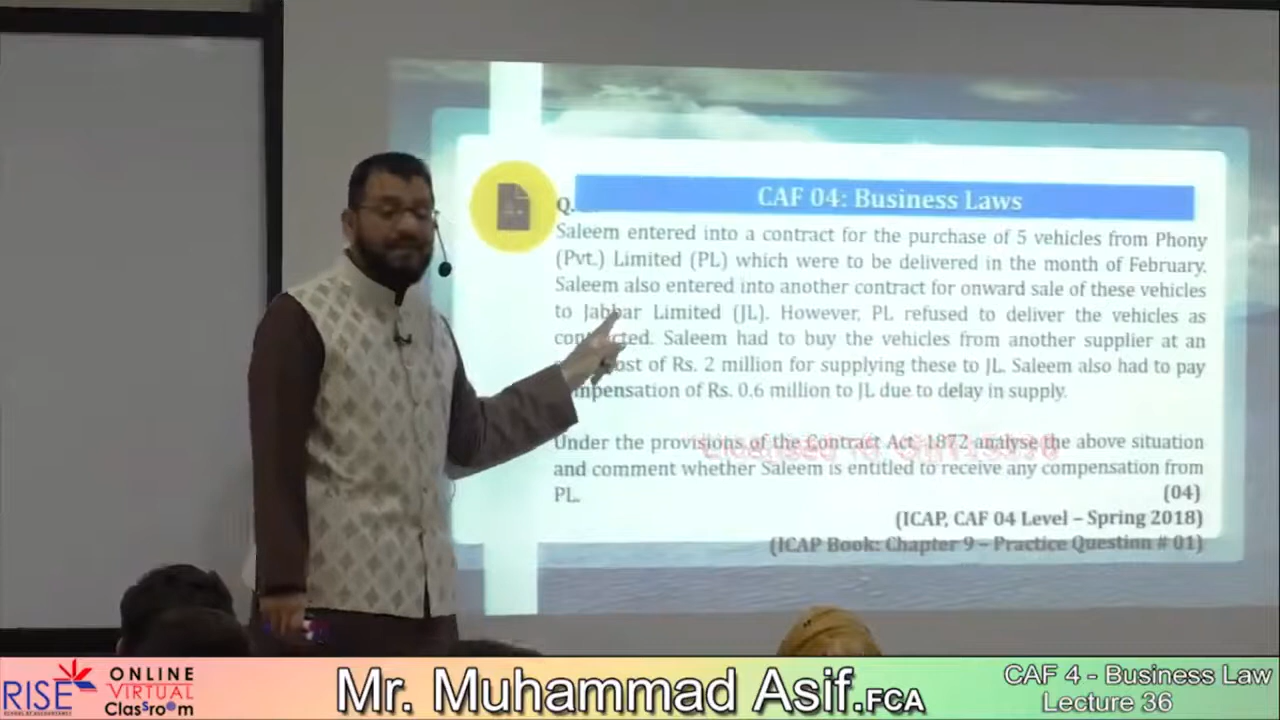 CAF 04: Business Laws
Q.
Saleem entered into a contract for the purchase of 5 vehicles from Phony
(Pvt.) Limited (PL) which were to be delivered in the month of February.
Saleem also entered into another contract for onward sale of these vehicles
to Jabbar Limited (JL). However, PL refused to deliver the vehicles as
Saleem had to buy the vehicles from another supplier at an
cost of Rs. 2 million for supplying these to JL. Saleem also had to pay
compensation of Rs. 0.6 million to JL due to delay in supply.
Under the provisions of the Contract Act, 1872 analyse the above situation
and comment whether Saleem is entitled to receive any compensation from
PL.
(04)
(ICAP, CAF 04 Level – Spring 2018)
(ICAP Book: Chapter 9 – Practice Question # 01)
RISE
SCHOOL OF ACCOUNTANCY
ONLINE
VIRTUAL
ClasSroom
Mr. Muhammad Asif.FCA
CAF 4 - Business Law
Lecture 36